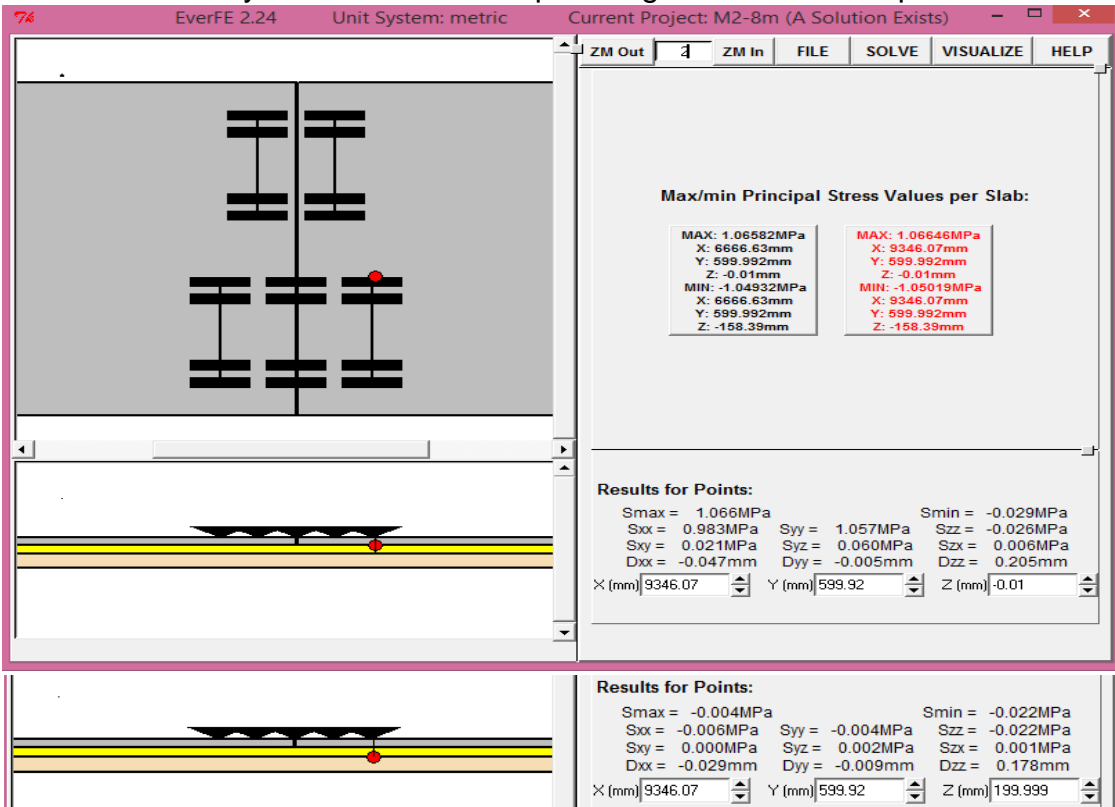 EverFE 2.24 Unit System: metric Current Project: M2-8m (A Solution Exists)
ZM Out ZM In FILE SOLVE VISUALIZE HELP
Max/min Principal Stress Values per Slab:
MAX: 1.06582MPa
X: 6666.63mm
Y: 599.992mm
Z: -0.01mm
MIN: -1.04932MPa
X: 6666.63mm
Y: 599.992mm
Z: -158.39mm
MAX: 1.06646MPa
X: 9346.07mm
Y: 599.992mm
Z: -0.01mm
MIN: -1.05019MPa
X: 9346.07mm
Y: 599.992mm
Z: -158.39mm
Results for Points:
Smax = 1.066MPa Smin = -0.029MPa
Sxx = 0.983MPa Syy = 1.057MPa Szz = -0.026MPa
Sxy = 0.021MPa Syz = 0.060MPa Szx = 0.006MPa
Dxx = -0.047mm Dyy = -0.005mm Dzz = 0.205mm
X (mm) 9346.07 Y (mm) 599.92 Z (mm) -0.01
Results for Points:
Smax = -0.004MPa Smin = -0.022MPa
Sxx = -0.006MPa Syy = -0.004MPa Szz = -0.022MPa
Sxy = 0.000MPa Syz = 0.002MPa Szx = 0.001MPa
Dxx = -0.029mm Dyy = -0.009mm Dzz = 0.178mm
X (mm) 9346.07 Y (mm) 599.92 Z (mm) 199.999